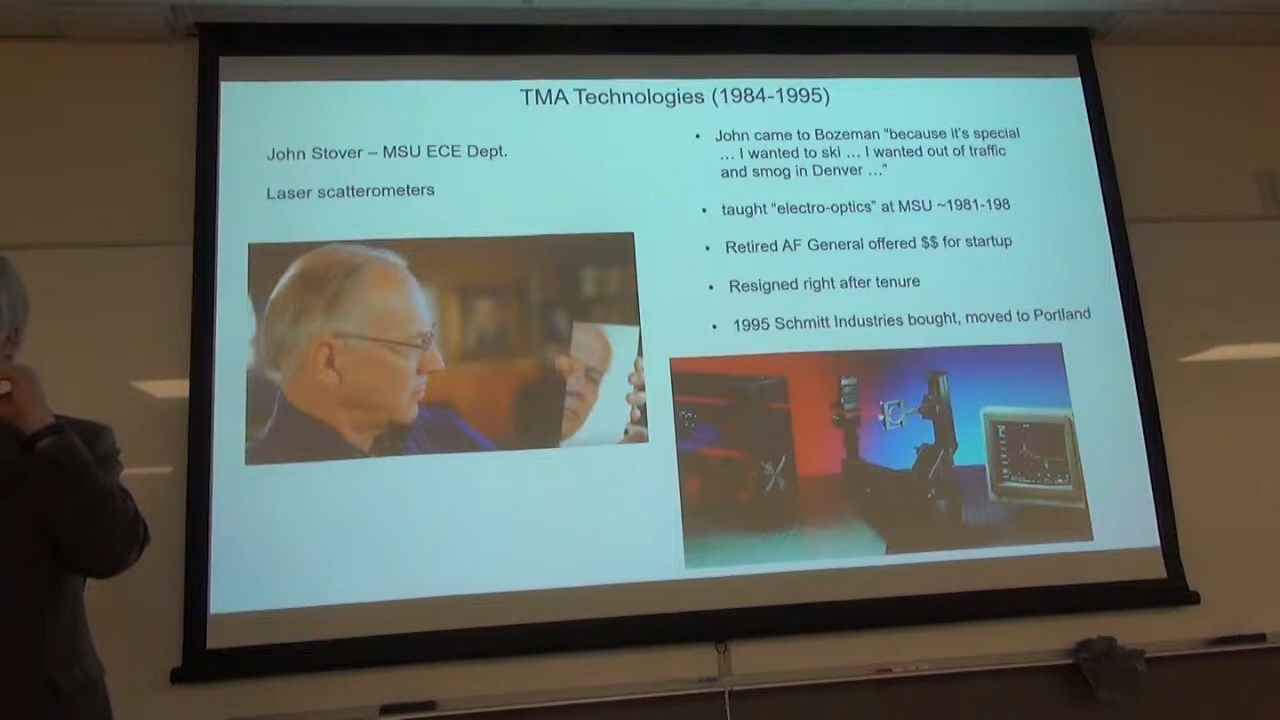 TMA Technologies (1984-1995)
John Stover – MSU ECE Dept.
Laser scatterometers
• John came to Bozeman “because it’s special
… I wanted to ski … I wanted out of traffic
and smog in Denver …”
• taught “electro-optics” at MSU ~1981-198
• Retired AF General offered $$ for startup
• Resigned right after tenure
• 1995 Schmitt Industries bought, moved to Portland